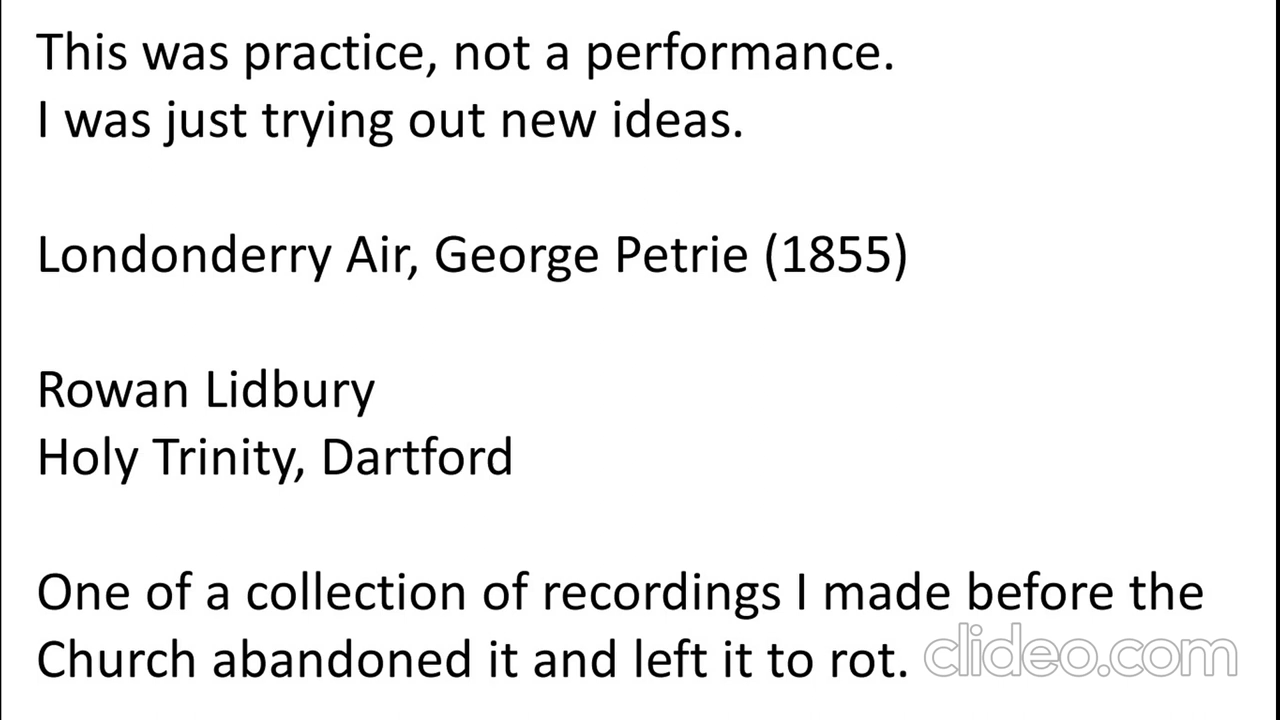 This was practice, not a performance.
I was just trying out new ideas.
Londonderry Air, George Petrie (1855)
Rowan Lidbury
Holy Trinity, Dartford
One of a collection of recordings I made before the
Church abandoned it and left it to rot.
clideo.com